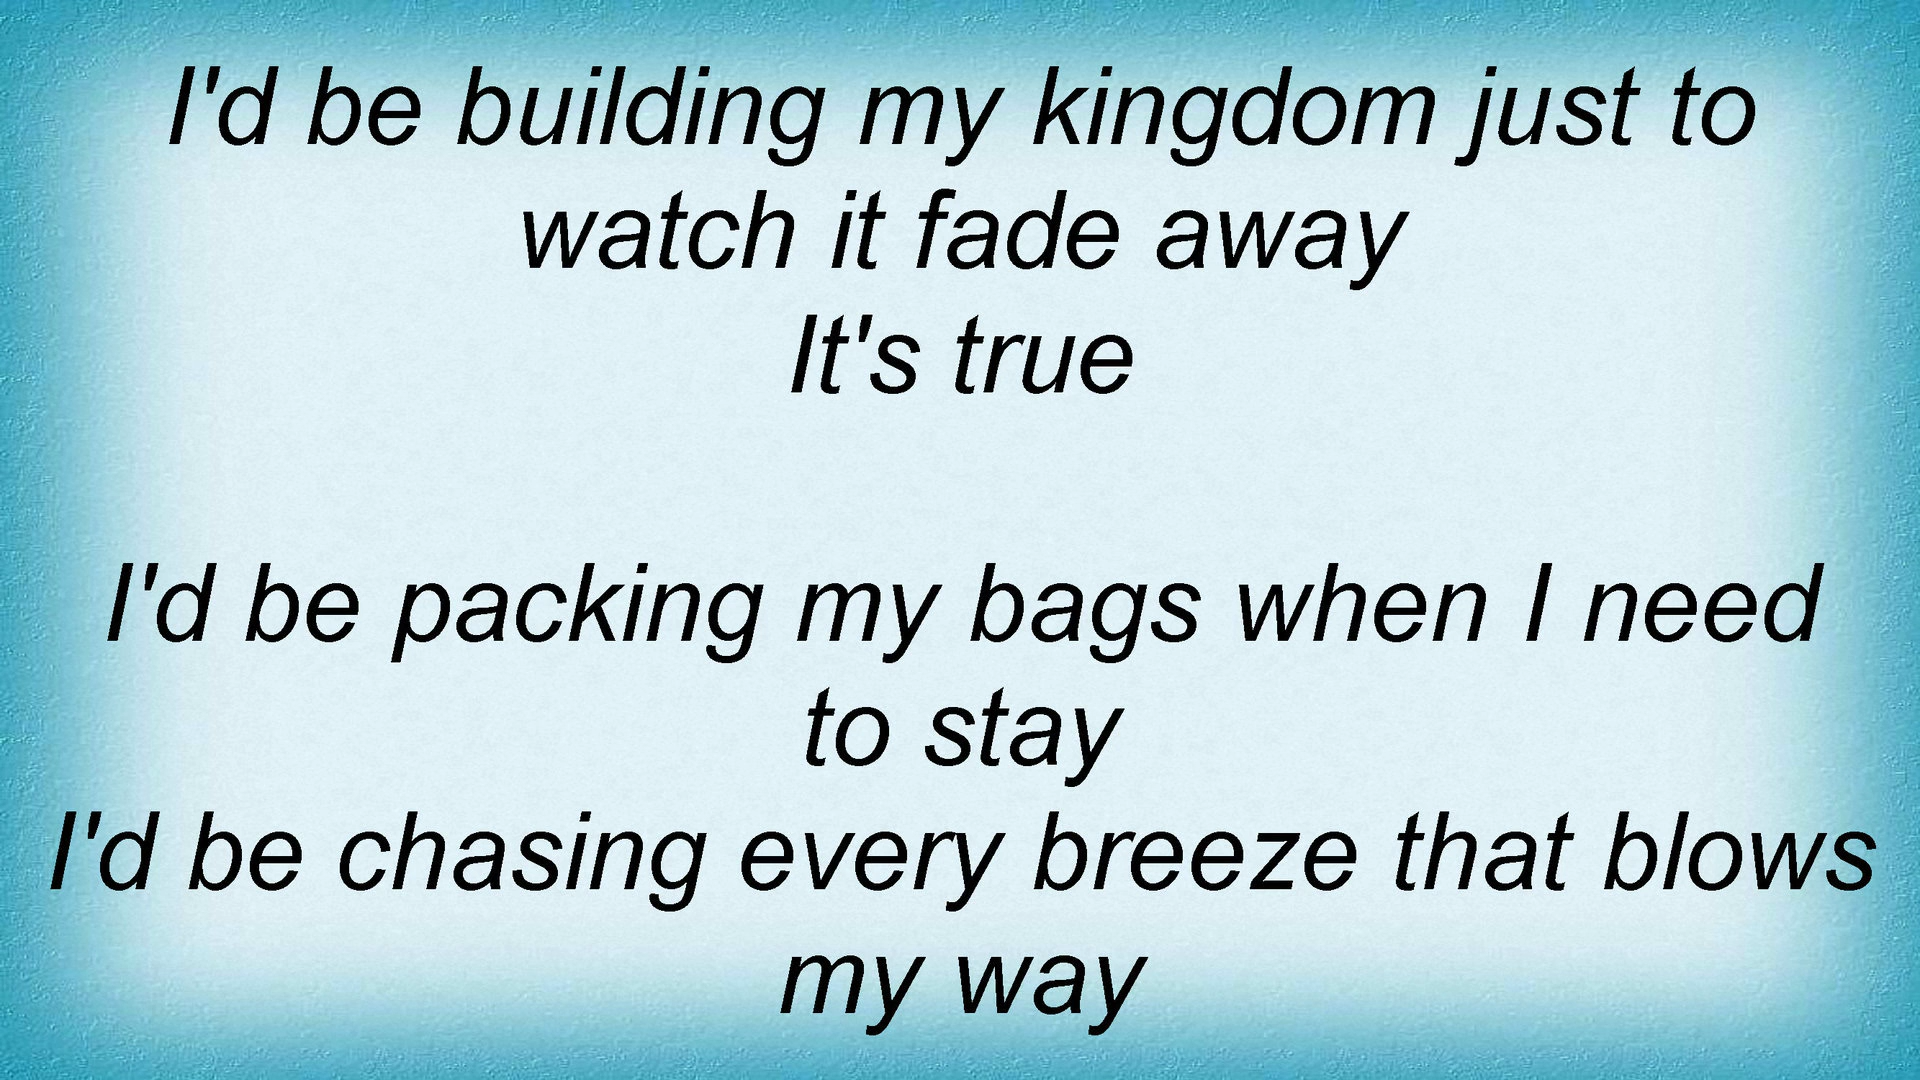 I'd be building my kingdom just to
watch it fade away
It's true
I'd be packing my bags when I need
to stay
I'd be chasing every breeze that blows
my way